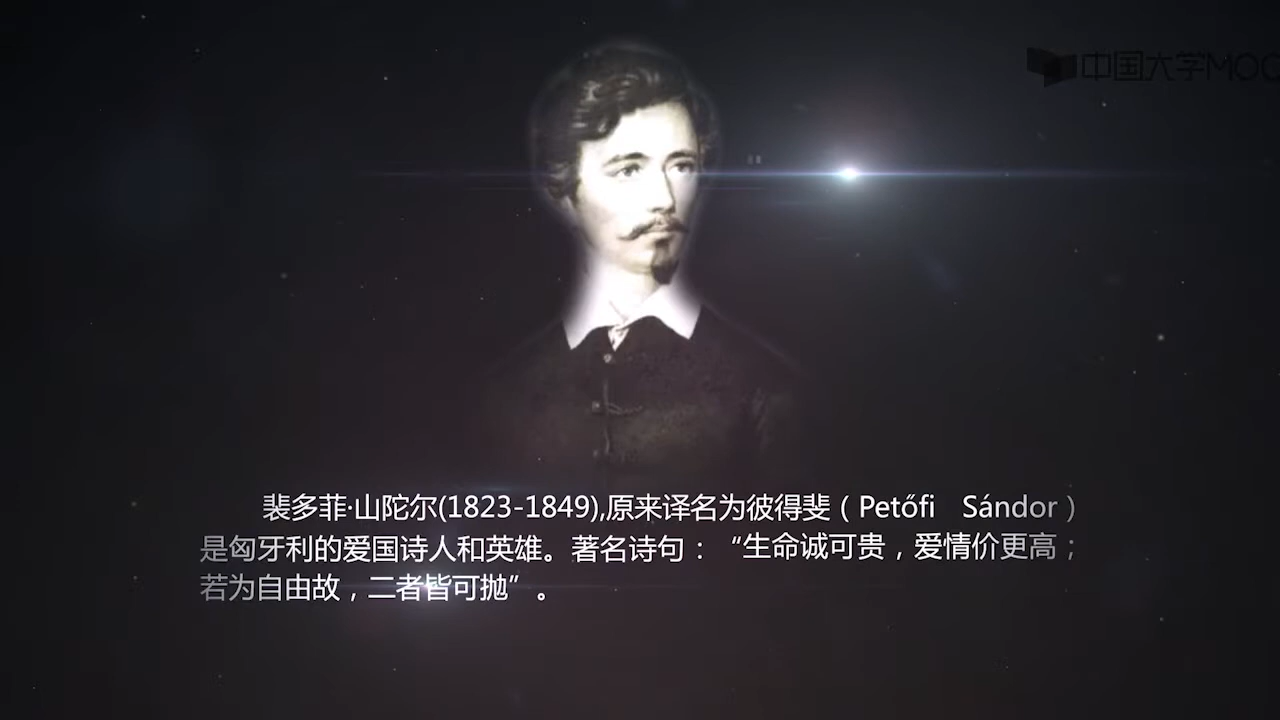 中国大学MOO
裴多菲·山陀尔(1823-1849),原来译名为彼得斐（Petőfi Sándor）
是匈牙利的爱国诗人和英雄。著名诗句：“生命诚可贵，爱情价更高；
若为自由故，二者皆可抛”。